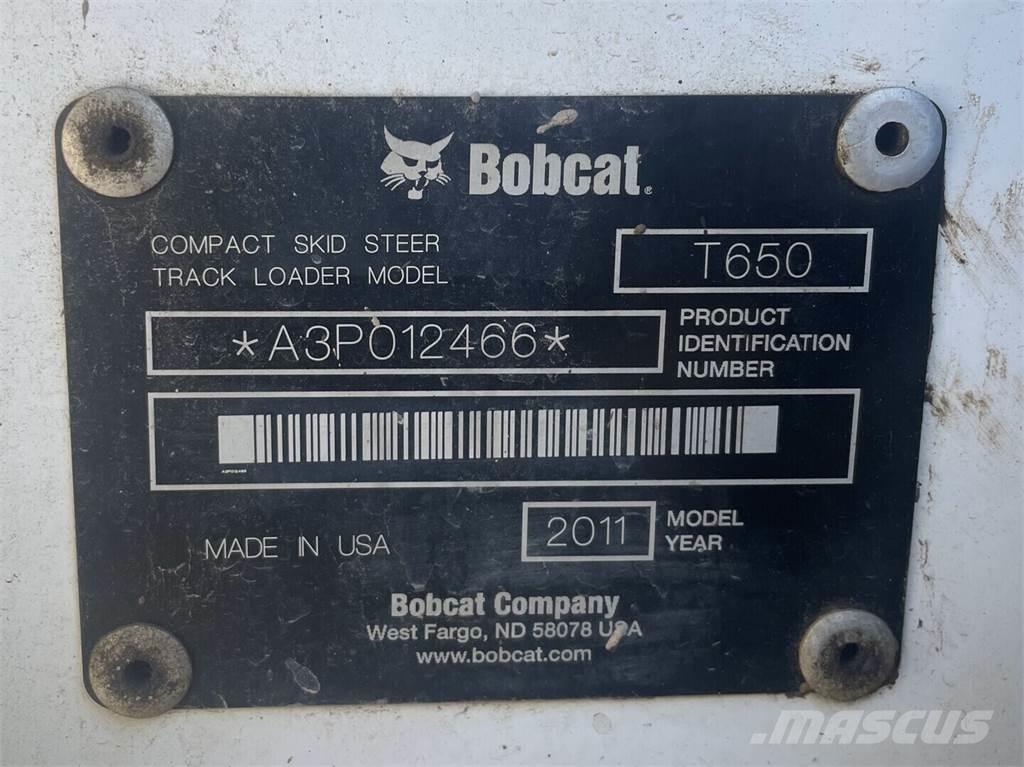 Bobcat®
COMPACT SKID STEER
TRACK LOADER MODEL
T650
*A3P012466*
PRODUCT
IDENTIFICATION
NUMBER
A3P012466
MADE IN USA
2011
MODEL
YEAR
Bobcat Company
West Fargo, ND 58078 USA
www.bobcat.com
MASCUS